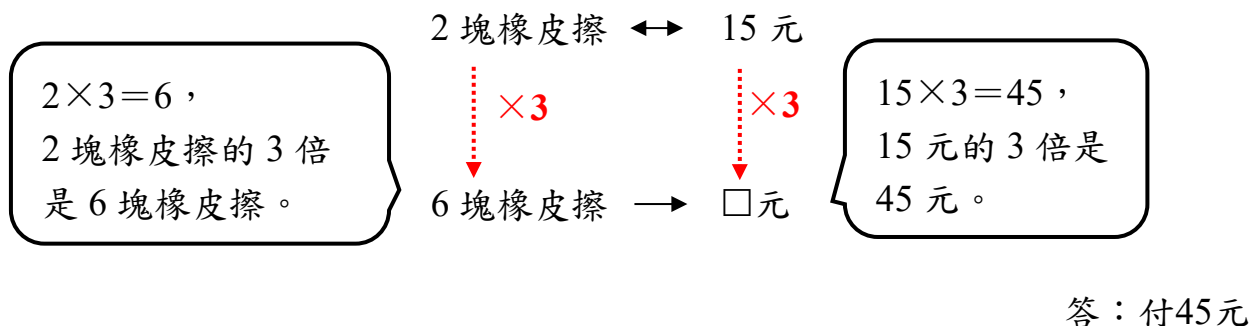 2 塊橡皮擦 ↔ 15 元
2×3＝6，
2 塊橡皮擦的 3 倍
是 6 塊橡皮擦。
×3
×3
15×3＝45，
15 元的 3 倍是
45 元。
6 塊橡皮擦 → □元
答：付45元